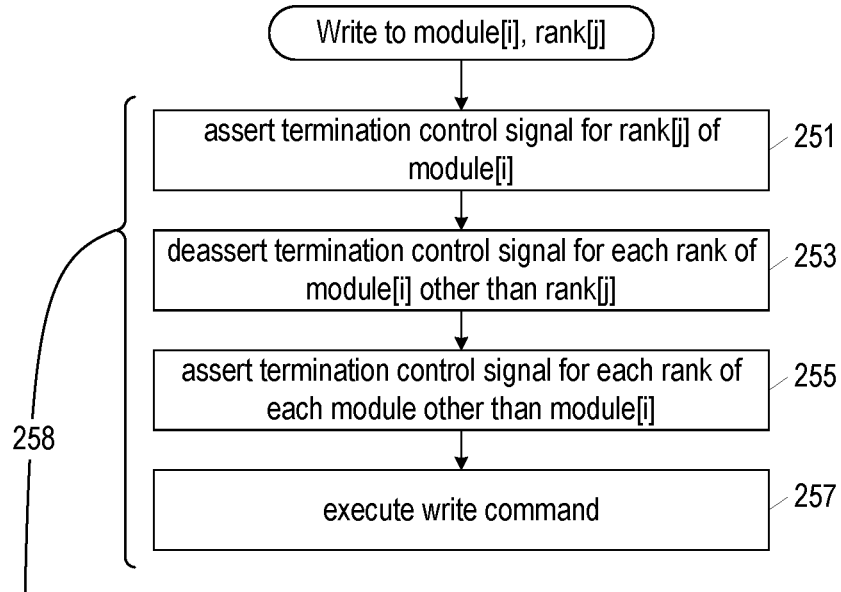 Write to module[i], rank[j]
assert termination control signal for rank[j] of
module[i]
251
deassert termination control signal for each rank of
module[i] other than rank[j]
253
assert termination control signal for each rank of
each module other than module[i]
255
258
execute write command
257